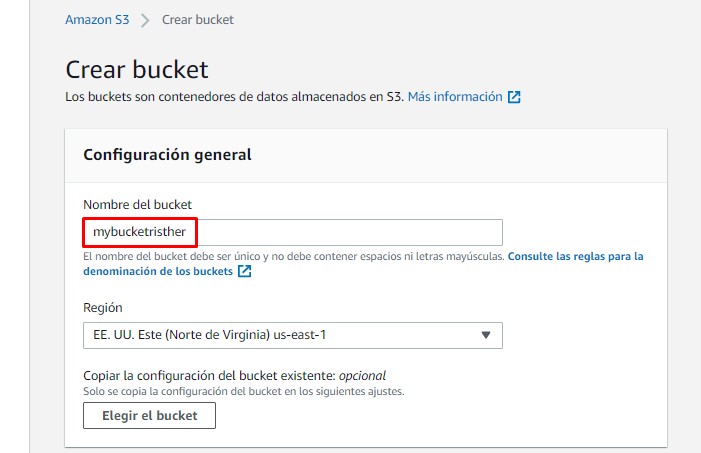 Amazon S3 > Crear bucket
Crear bucket
Los buckets son contenedores de datos almacenados en S3. Más información
Configuración general
Nombre del bucket
mybucketristher
El nombre del bucket debe ser único y no debe contener espacios ni letras mayúsculas. Consulte las reglas para la
denominación de los buckets
Región
EE. UU. Este (Norte de Virginia) us-east-1
Copiar la configuración del bucket existente: opcional
Solo se copia la configuración del bucket en los siguientes ajustes.
Elegir el bucket